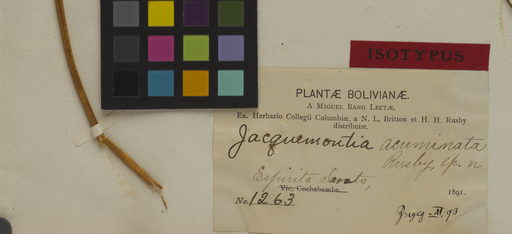 ISOTYPUS
PLANTÆ BOLIVIANÆ.
A MIGUEL BANG LECTÆ.
Ex. Herbario Collegii Columbiæ, a N. L. Britton et H. H. Rusby
distributæ.
Jacquemontia acuminata
Rusby, sp. n
Espirito Santo,
Vic. Cochabamba.
1891.
No. 1263